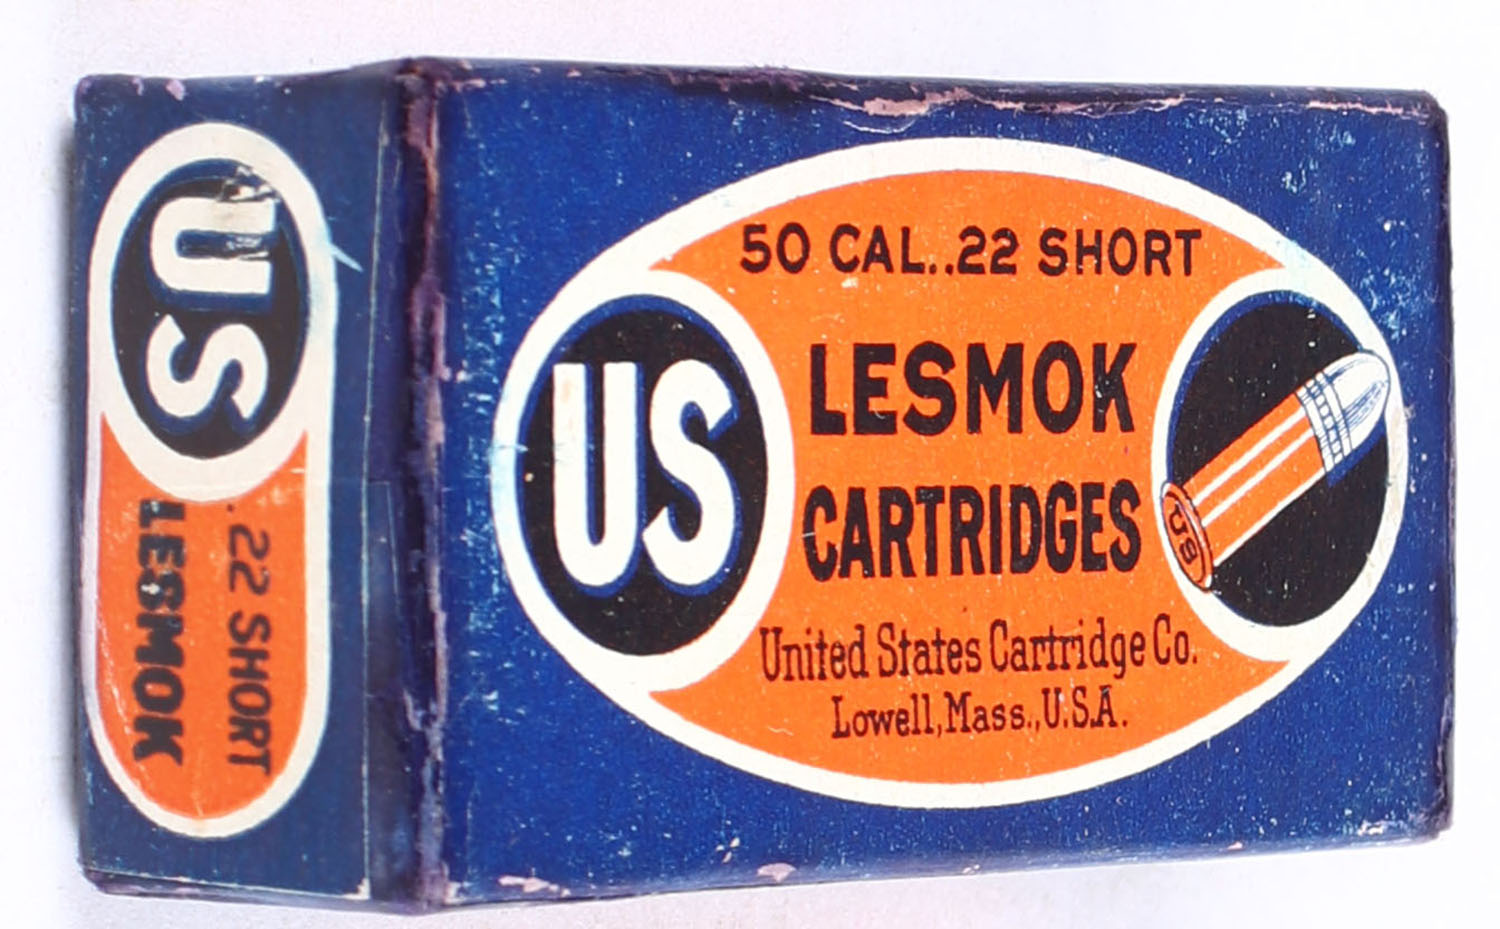 50 CAL..22 SHORT
US
LESMOK
CARTRIDGES
US
United States Cartridge Co.
Lowell, Mass., U.S.A.
US
.22 SHORT
LESMOK